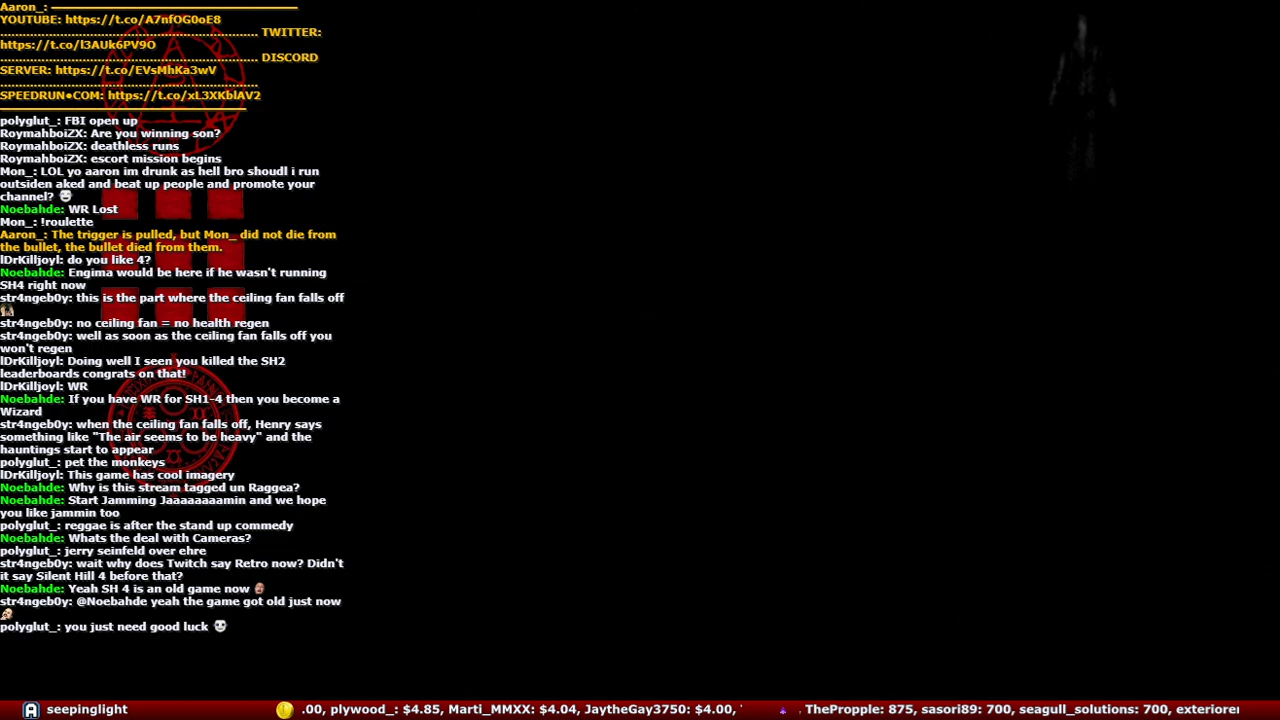 Aaron_:
YOUTUBE: https://t.co/A7nfOG0oE8
............................................................ TWITTER:
https://t.co/l3AUk6PV9O
............................................................ DISCORD
SERVER: https://t.co/EVsMhKa3wV
............................................................
SPEEDRUN●COM: https://t.co/xL3XKblAV2
polyglut_: FBI open up
RoymahboiZX: Are you winning son?
RoymahboiZX: deathless runs
RoymahboiZX: escort mission begins
Mon_: LOL yo aaron im drunk as hell bro shoudl i run
outsiden aked and beat up people and promote your
channel?
Noebahde: WR Lost
Mon_: !roulette
Aaron_: The trigger is pulled, but Mon_ did not die from
the bullet, the bullet died from them.
lDrKilljoyl: do you like 4?
Noebahde: Engima would be here if he wasn't running
SH4 right now
str4ngeb0y: this is the part where the ceiling fan falls off
str4ngeb0y: no ceiling fan = no health regen
str4ngeb0y: well as soon as the ceiling fan falls off you
won't regen
lDrKilljoyl: Doing well I seen you killed the SH2
leaderboards congrats on that!
lDrKilljoyl: WR
Noebahde: If you have WR for SH1-4 then you become a
Wizard
str4ngeb0y: when the ceiling fan falls off, Henry says
something like "The air seems to be heavy" and the
hauntings start to appear
polyglut_: pet the monkeys
lDrKilljoyl: This game has cool imagery
Noebahde: Why is this stream tagged un Raggea?
Noebahde: Start Jamming Jaaaaaaamin and we hope
you like jammin too
polyglut_: reggae is after the stand up commedy
Noebahde: Whats the deal with Cameras?
polyglut_: jerry seinfeld over ehre
str4ngeb0y: wait why does Twitch say Retro now? Didn't
it say Silent Hill 4 before that?
Noebahde: Yeah SH 4 is an old game now
str4ngeb0y: @Noebahde yeah the game got old just now
polyglut_: you just need good luck
A seepinglight .00, plywood_: $4.85, Marti_MMXX: $4.04, JaytheGay3750: $4.00, . ThePropple: 875, sasori89: 700, seagull_solutions: 700, exteriorer